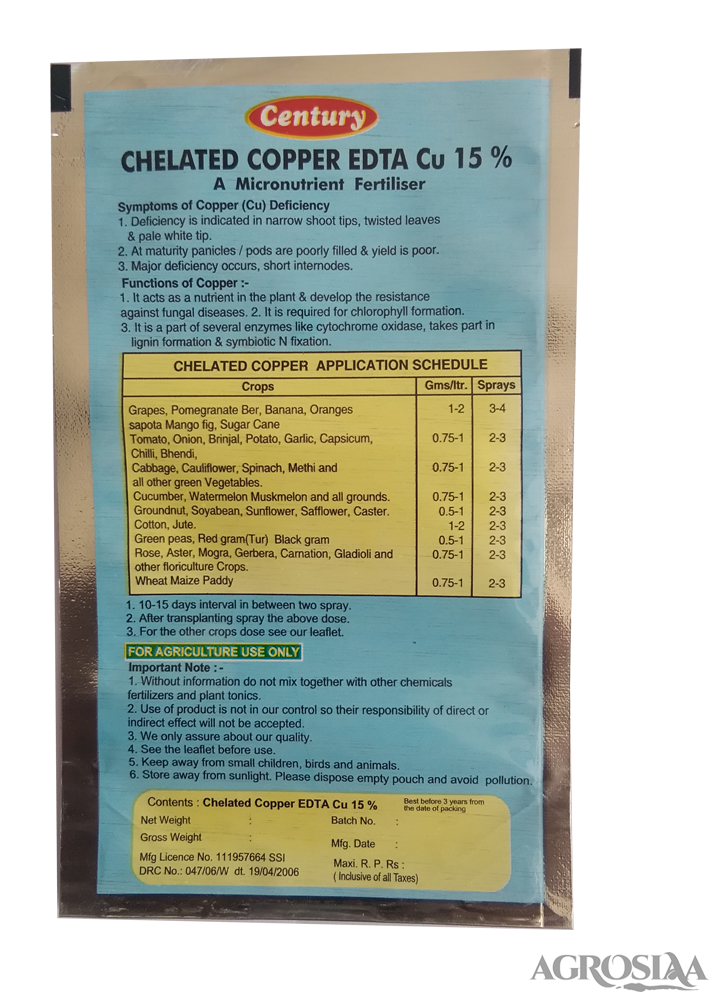 Century
CHELATED COPPER EDTA Cu 15 %
A Micronutrient Fertiliser
Symptoms of Copper (Cu) Deficiency
1. Deficiency is indicated in narrow shoot tips, twisted leaves
& pale white tip.
2. At maturity panicles / pods are poorly filled & yield is poor.
3. Major deficiency occurs, short internodes.
Functions of Copper :-
1. It acts as a nutrient in the plant & develop the resistance
against fungal diseases. 2. It is required for chlorophyll formation.
3. It is a part of several enzymes like cytochrome oxidase, takes part in
lignin formation & symbiotic N fixation.
CHELATED COPPER APPLICATION SCHEDULE
Crops Gms/ltr. Sprays
Grapes, Pomegranate Ber, Banana, Oranges 1-2 3-4
sapota Mango fig, Sugar Cane
Tomato, Onion, Brinjal, Potato, Garlic, Capsicum, 0.75-1 2-3
Chilli, Bhendi,
Cabbage, Cauliflower, Spinach, Methi and 0.75-1 2-3
all other green Vegetables.
Cucumber, Watermelon Muskmelon and all grounds. 0.75-1 2-3
Groundnut, Soyabean, Sunflower, Safflower, Caster. 0.5-1 2-3
Cotton, Jute. 1-2 2-3
Green peas, Red gram(Tur) Black gram 0.5-1 2-3
Rose, Aster, Mogra, Gerbera, Carnation, Gladioli and 0.75-1 2-3
other floriculture Crops.
Wheat Maize Paddy 0.75-1 2-3
1. 10-15 days interval in between two spray.
2. After transplanting spray the above dose.
3. For the other crops dose see our leaflet.
FOR AGRICULTURE USE ONLY
Important Note : -
1. Without information do not mix together with other chemicals
fertilizers and plant tonics.
2. Use of product is not in our control so their responsibility of direct or
indirect effect will not be accepted.
3. We only assure about our quality.
4. See the leaflet before use.
5. Keep away from small children, birds and animals.
6. Store away from sunlight. Please dispose empty pouch and avoid pollution.
Contents : Chelated Copper EDTA Cu 15 %
Best before 3 years from
the date of packing
Net Weight : Batch No. :
Gross Weight : Mfg. Date :
Mfg Licence No. 111957664 SSI
DRC No.: 047/06/W dt. 19/04/2006
Maxi. R. P. Rs :
( Inclusive of all Taxes)
AGROSIAA